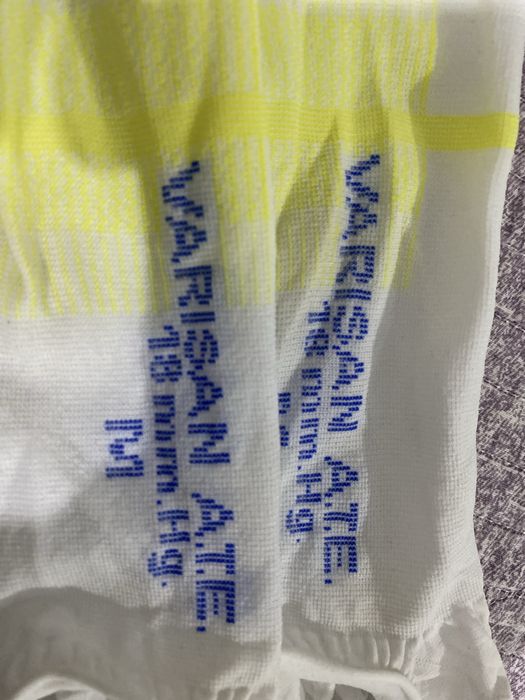 VARISAN A.T.E.
18 mm.Hg.
M
VARISAN A.T.E.
18 mm.Hg.